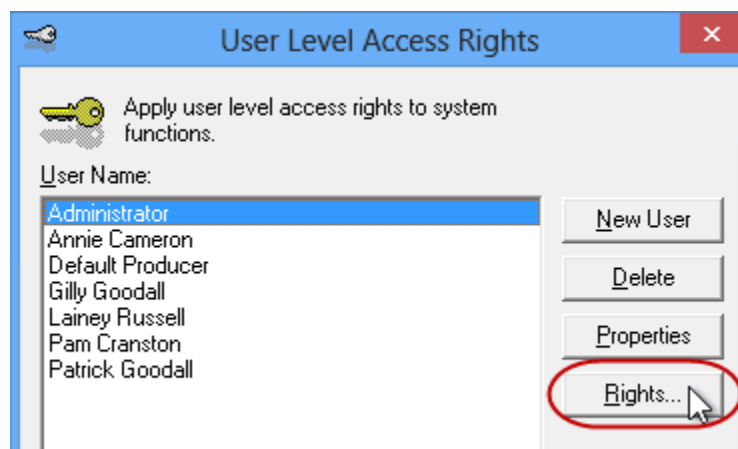 User Level Access Rights
Apply user level access rights to system
functions.
User Name:
Administrator
Annie Cameron
Default Producer
Gilly Goodall
Lainey Russell
Pam Cranston
Patrick Goodall
New User
Delete
Properties
Rights...